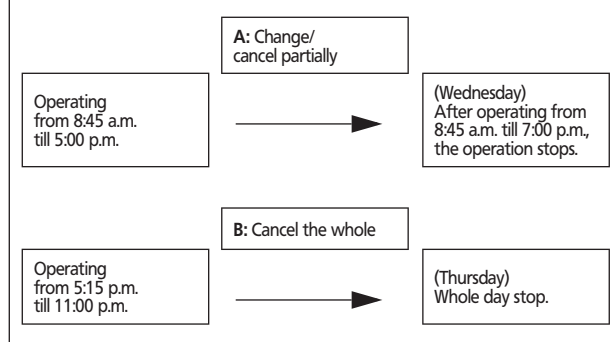 A: Change/
cancel partially
Operating
from 8:45 a.m.
till 5:00 p.m.
(Wednesday)
After operating from
8:45 a.m. till 7:00 p.m.,
the operation stops.
B: Cancel the whole
Operating
from 5:15 p.m.
till 11:00 p.m.
(Thursday)
Whole day stop.